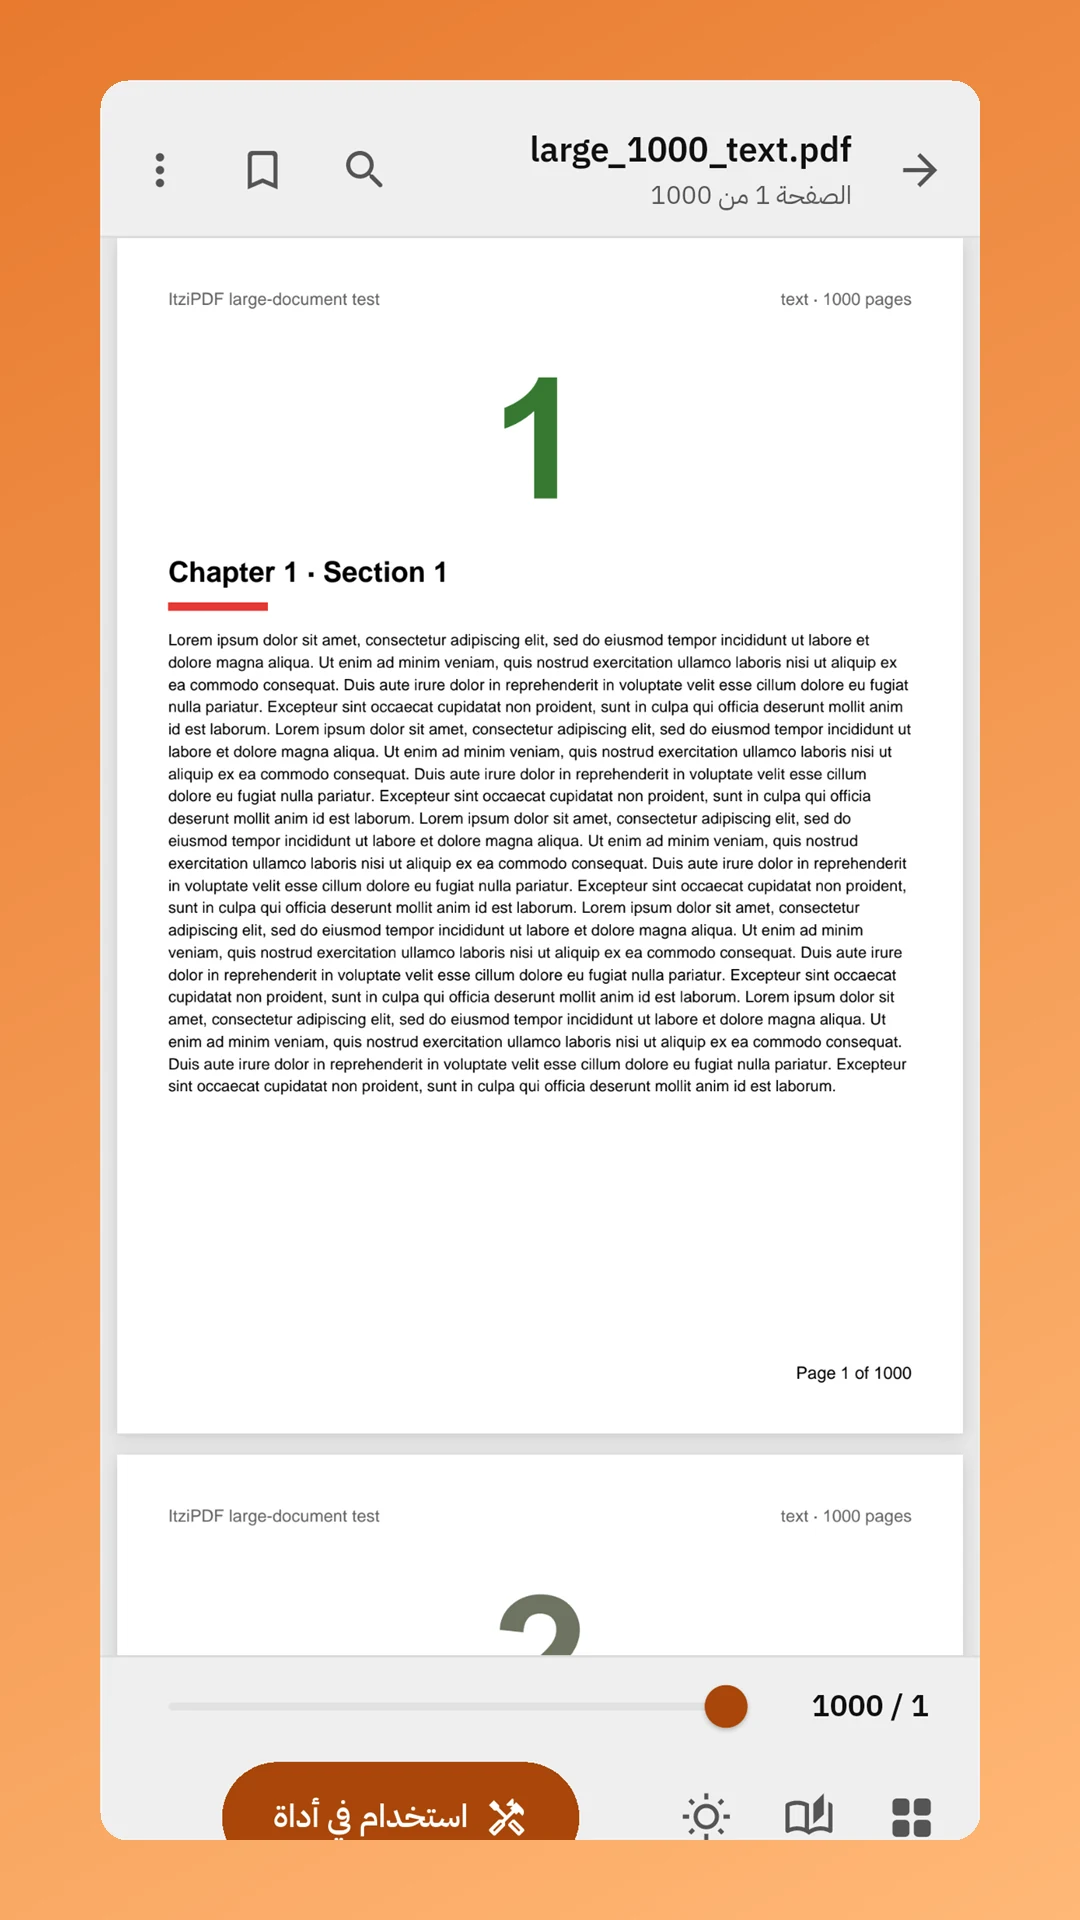 large_1000_text.pdf
الصفحة 1 من 1000
ItziPDF large-document test
text · 1000 pages
1
Chapter 1 · Section 1
Lorem ipsum dolor sit amet, consectetur adipiscing elit, sed do eiusmod tempor incididunt ut labore et
dolore magna aliqua. Ut enim ad minim veniam, quis nostrud exercitation ullamco laboris nisi ut aliquip ex
ea commodo consequat. Duis aute irure dolor in reprehenderit in voluptate velit esse cillum dolore eu fugiat
nulla pariatur. Excepteur sint occaecat cupidatat non proident, sunt in culpa qui officia deserunt mollit anim
id est laborum. Lorem ipsum dolor sit amet, consectetur adipiscing elit, sed do eiusmod tempor incididunt ut
labore et dolore magna aliqua. Ut enim ad minim veniam, quis nostrud exercitation ullamco laboris nisi ut
aliquip ex ea commodo consequat. Duis aute irure dolor in reprehenderit in voluptate velit esse cillum
dolore eu fugiat nulla pariatur. Excepteur sint occaecat cupidatat non proident, sunt in culpa qui officia
deserunt mollit anim id est laborum. Lorem ipsum dolor sit amet, consectetur adipiscing elit, sed do
eiusmod tempor incididunt ut labore et dolore magna aliqua. Ut enim ad minim veniam, quis nostrud
exercitation ullamco laboris nisi ut aliquip ex ea commodo consequat. Duis aute irure dolor in reprehenderit
in voluptate velit esse cillum dolore eu fugiat nulla pariatur. Excepteur sint occaecat cupidatat non proident,
sunt in culpa qui officia deserunt mollit anim id est laborum. Lorem ipsum dolor sit amet, consectetur
adipiscing elit, sed do eiusmod tempor incididunt ut labore et dolore magna aliqua. Ut enim ad minim
veniam, quis nostrud exercitation ullamco laboris nisi ut aliquip ex ea commodo consequat. Duis aute irure
dolor in reprehenderit in voluptate velit esse cillum dolore eu fugiat nulla pariatur. Excepteur sint occaecat
cupidatat non proident, sunt in culpa qui officia deserunt mollit anim id est laborum. Lorem ipsum dolor sit
amet, consectetur adipiscing elit, sed do eiusmod tempor incididunt ut labore et dolore magna aliqua. Ut
enim ad minim veniam, quis nostrud exercitation ullamco laboris nisi ut aliquip ex ea commodo consequat.
Duis aute irure dolor in reprehenderit in voluptate velit esse cillum dolore eu fugiat nulla pariatur. Excepteur
sint occaecat cupidatat non proident, sunt in culpa qui officia deserunt mollit anim id est laborum.
Page 1 of 1000
ItziPDF large-document test
text · 1000 pages
2
1000 / 1
استخدام في أداة